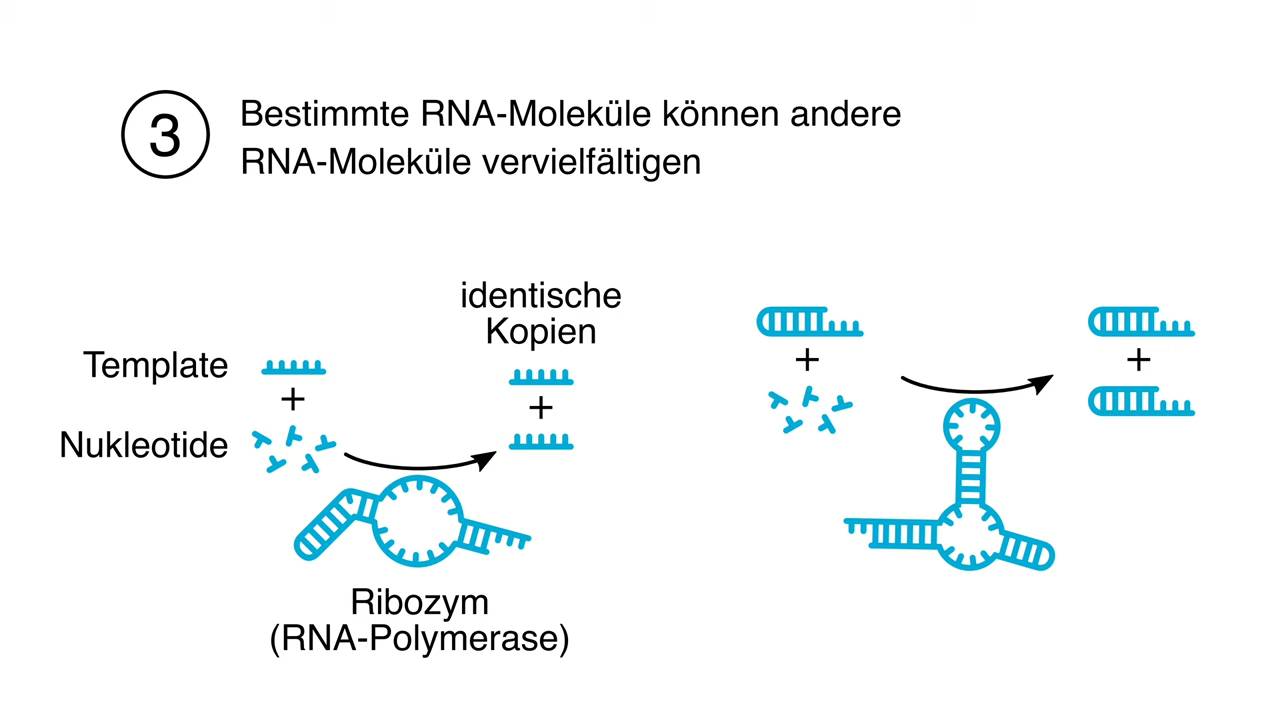 3
Bestimmte RNA-Moleküle können andere
RNA-Moleküle vervielfältigen
identische
Kopien
Template
+
+
Nukleotide
Ribozym
(RNA-Polymerase)
+
+